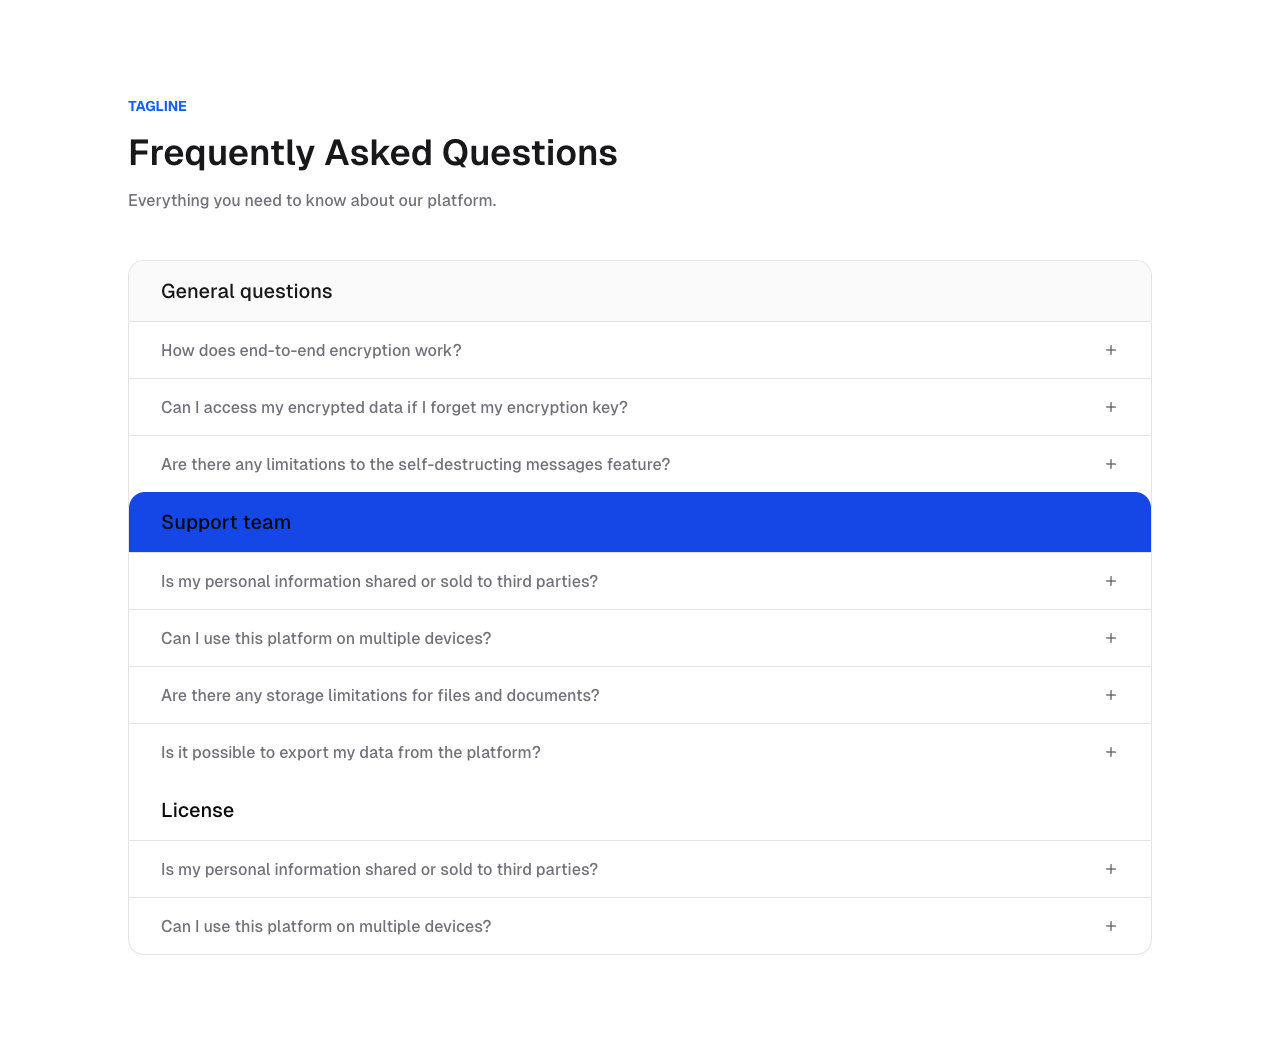 TAGLINE
Frequently Asked Questions
Everything you need to know about our platform.
General questions
How does end-to-end encryption work?
Can I access my encrypted data if I forget my encryption key?
Are there any limitations to the self-destructing messages feature?
Support team
Is my personal information shared or sold to third parties?
Can I use this platform on multiple devices?
Are there any storage limitations for files and documents?
Is it possible to export my data from the platform?
License
Is my personal information shared or sold to third parties?
Can I use this platform on multiple devices?